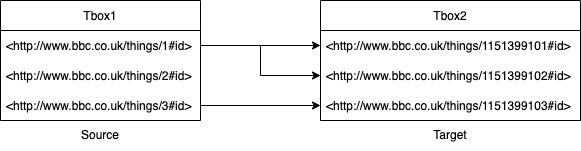 Tbox1
<http://www.bbc.co.uk/things/1#id>
<http://www.bbc.co.uk/things/2#id>
<http://www.bbc.co.uk/things/3#id>
Source
Tbox2
<http://www.bbc.co.uk/things/1151399101#id>
<http://www.bbc.co.uk/things/1151399102#id>
<http://www.bbc.co.uk/things/1151399103#id>
Target